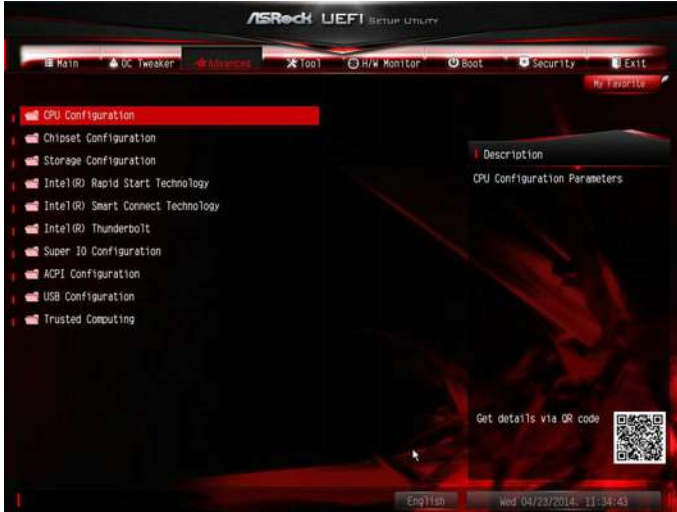 ASRock UEFI SETUP UTILITY
Main OC Tweaker Advanced Tool H/W Monitor Boot Security Exit
My Favorite
CPU Configuration
Chipset Configuration
Storage Configuration
Intel(R) Rapid Start Technology
Intel(R) Smart Connect Technology
Intel(R) Thunderbolt
Super IO Configuration
ACPI Configuration
USB Configuration
Trusted Computing
Description
CPU Configuration Parameters
Get details via QR code
English Wed 04/23/2014. 11:34:43